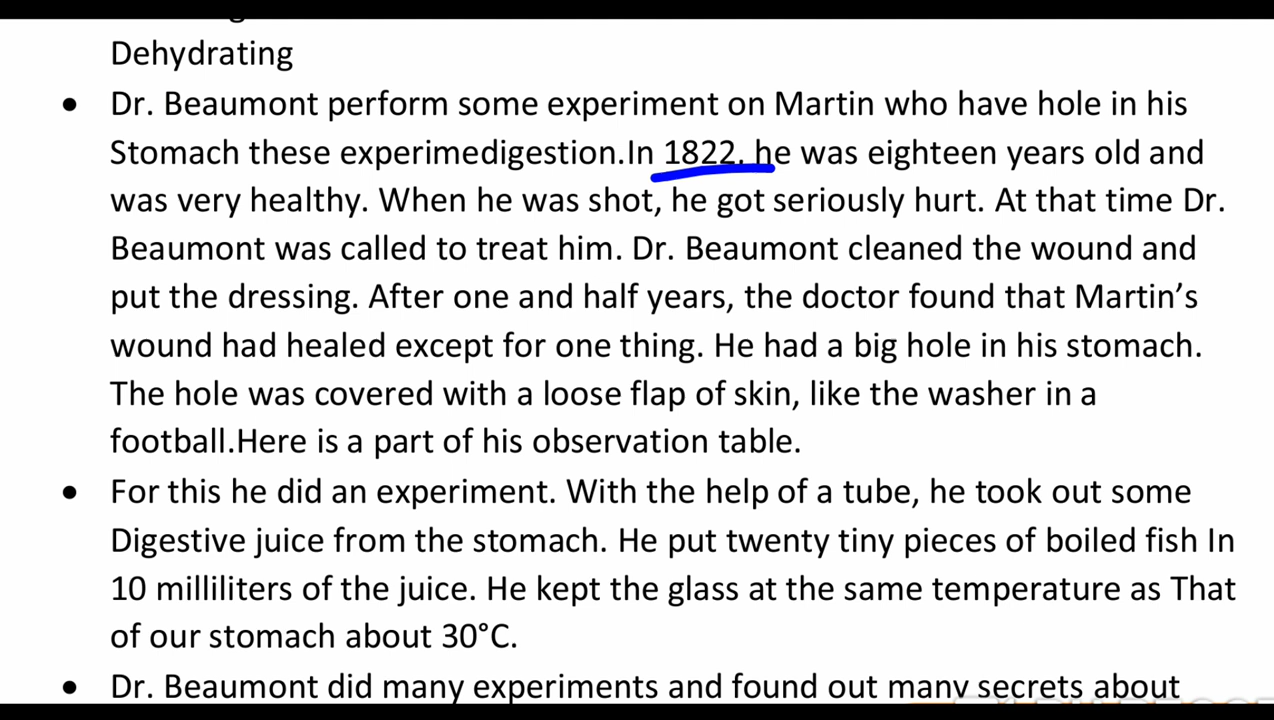 Dehydrating
• Dr. Beaumont perform some experiment on Martin who have hole in his
Stomach these experimedigestion.In 1822, he was eighteen years old and
was very healthy. When he was shot, he got seriously hurt. At that time Dr.
Beaumont was called to treat him. Dr. Beaumont cleaned the wound and
put the dressing. After one and half years, the doctor found that Martin’s
wound had healed except for one thing. He had a big hole in his stomach.
The hole was covered with a loose flap of skin, like the washer in a
football.Here is a part of his observation table.
• For this he did an experiment. With the help of a tube, he took out some
Digestive juice from the stomach. He put twenty tiny pieces of boiled fish In
10 milliliters of the juice. He kept the glass at the same temperature as That
of our stomach about 30°C.
• Dr. Beaumont did many experiments and found out many secrets about